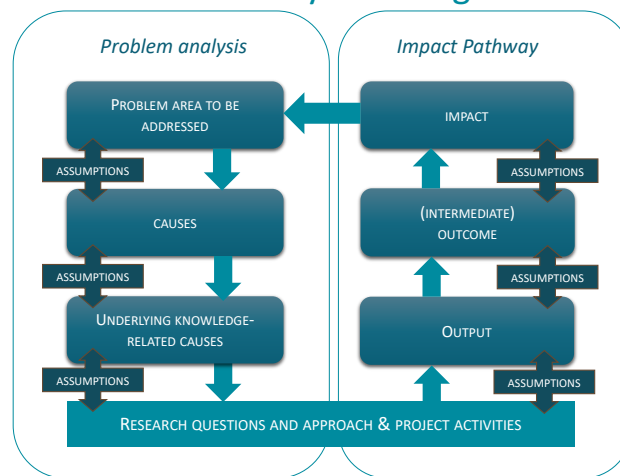 Problem analysis
Impact Pathway
PROBLEM AREA TO BE
ADDRESSED
IMPACT
ASSUMPTIONS
ASSUMPTIONS
CAUSES
(INTERMEDIATE)
OUTCOME
ASSUMPTIONS
ASSUMPTIONS
UNDERLYING KNOWLEDGE-
RELATED CAUSES
OUTPUT
ASSUMPTIONS
ASSUMPTIONS
RESEARCH QUESTIONS AND APPROACH & PROJECT ACTIVITIES